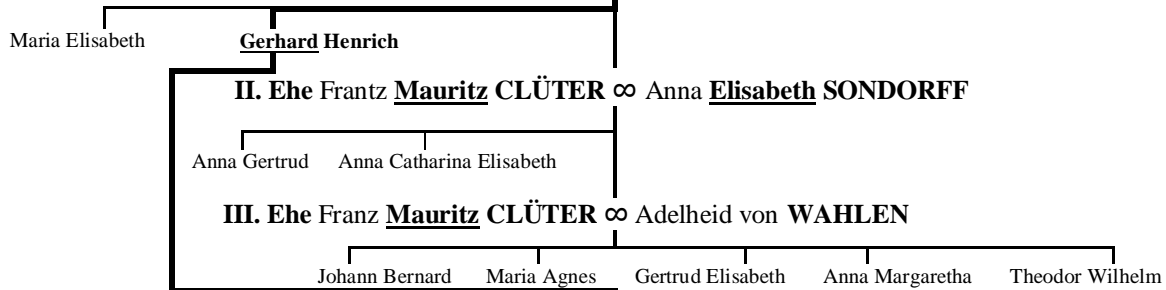 Maria Elisabeth Gerhard Henrich
II. Ehe Frantz Mauritz CLÜTER ∞ Anna Elisabeth SONDORFF
Anna Gertrud Anna Catharina Elisabeth
III. Ehe Franz Mauritz CLÜTER ∞ Adelheid von WAHLEN
Johann Bernard Maria Agnes Gertrud Elisabeth Anna Margaretha Theodor Wilhelm